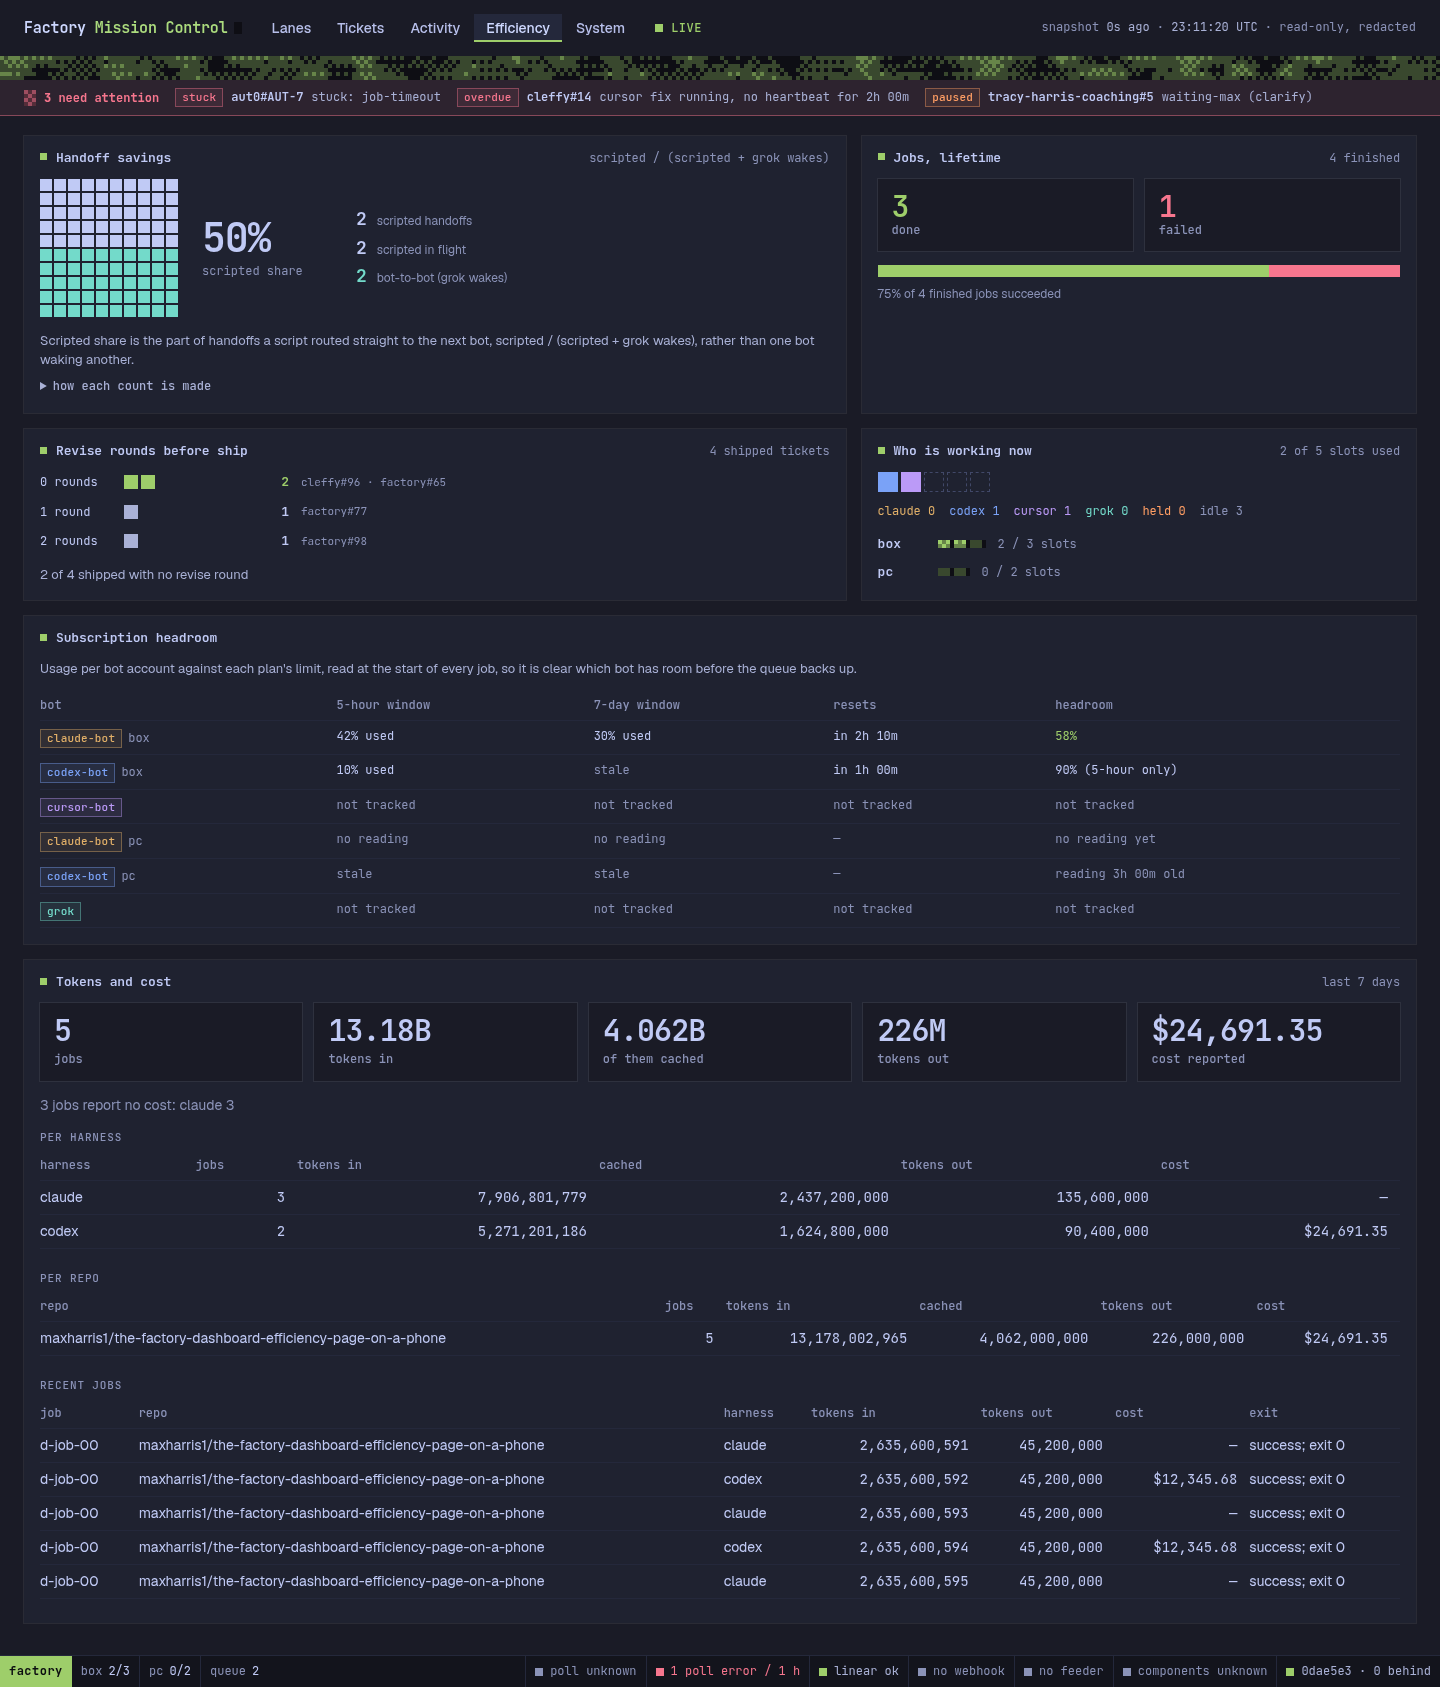 Factory Mission Control Lanes Tickets Activity Efficiency System LIVE snapshot 0s ago · 23:11:20 UTC · read-only, redacted
3 need attention stuck aut0#AUT-7 stuck: job-timeout overdue cleffy#14 cursor fix running, no heartbeat for 2h 00m paused tracy-harris-coaching#5 waiting-max (clarify)
Handoff savings scripted / (scripted + grok wakes)
50%
scripted share
2 scripted handoffs
2 scripted in flight
2 bot-to-bot (grok wakes)
Scripted share is the part of handoffs a script routed straight to the next bot, scripted / (scripted + grok wakes), rather than one bot
waking another.
how each count is made
Jobs, lifetime 4 finished
3 1
done failed
75% of 4 finished jobs succeeded
Revise rounds before ship 4 shipped tickets
0 rounds 2 cleffy#96 · factory#65
1 round 1 factory#77
2 rounds 1 factory#98
2 of 4 shipped with no revise round
Who is working now 2 of 5 slots used
claude 0 codex 1 cursor 1 grok 0 held 0 idle 3
box 2 / 3 slots
pc 0 / 2 slots
Subscription headroom
Usage per bot account against each plan's limit, read at the start of every job, so it is clear which bot has room before the queue backs up.
bot 5-hour window 7-day window resets headroom
claude-bot box 42% used 30% used in 2h 10m 58%
codex-bot box 10% used stale in 1h 00m 90% (5-hour only)
cursor-bot not tracked not tracked not tracked not tracked
claude-bot pc no reading no reading — no reading yet
codex-bot pc stale stale — reading 3h 00m old
grok not tracked not tracked not tracked not tracked
Tokens and cost last 7 days
5 13.18B 4.062B 226M $24,691.35
jobs tokens in of them cached tokens out cost reported
3 jobs report no cost: claude 3
PER HARNESS
harness jobs tokens in cached tokens out cost
claude 3 7,906,801,779 2,437,200,000 135,600,000 —
codex 2 5,271,201,186 1,624,800,000 90,400,000 $24,691.35
PER REPO
repo jobs tokens in cached tokens out cost
maxharris1/the-factory-dashboard-efficiency-page-on-a-phone 5 13,178,002,965 4,062,000,000 226,000,000 $24,691.35
RECENT JOBS
job repo harness tokens in tokens out cost exit
d-job-00 maxharris1/the-factory-dashboard-efficiency-page-on-a-phone claude 2,635,600,591 45,200,000 — success; exit 0
d-job-00 maxharris1/the-factory-dashboard-efficiency-page-on-a-phone codex 2,635,600,592 45,200,000 $12,345.68 success; exit 0
d-job-00 maxharris1/the-factory-dashboard-efficiency-page-on-a-phone claude 2,635,600,593 45,200,000 — success; exit 0
d-job-00 maxharris1/the-factory-dashboard-efficiency-page-on-a-phone codex 2,635,600,594 45,200,000 $12,345.68 success; exit 0
d-job-00 maxharris1/the-factory-dashboard-efficiency-page-on-a-phone claude 2,635,600,595 45,200,000 — success; exit 0
factory box 2/3 pc 0/2 queue 2 poll unknown 1 poll error / 1 h linear ok no webhook no feeder components unknown 0dae5e3 · 0 behind